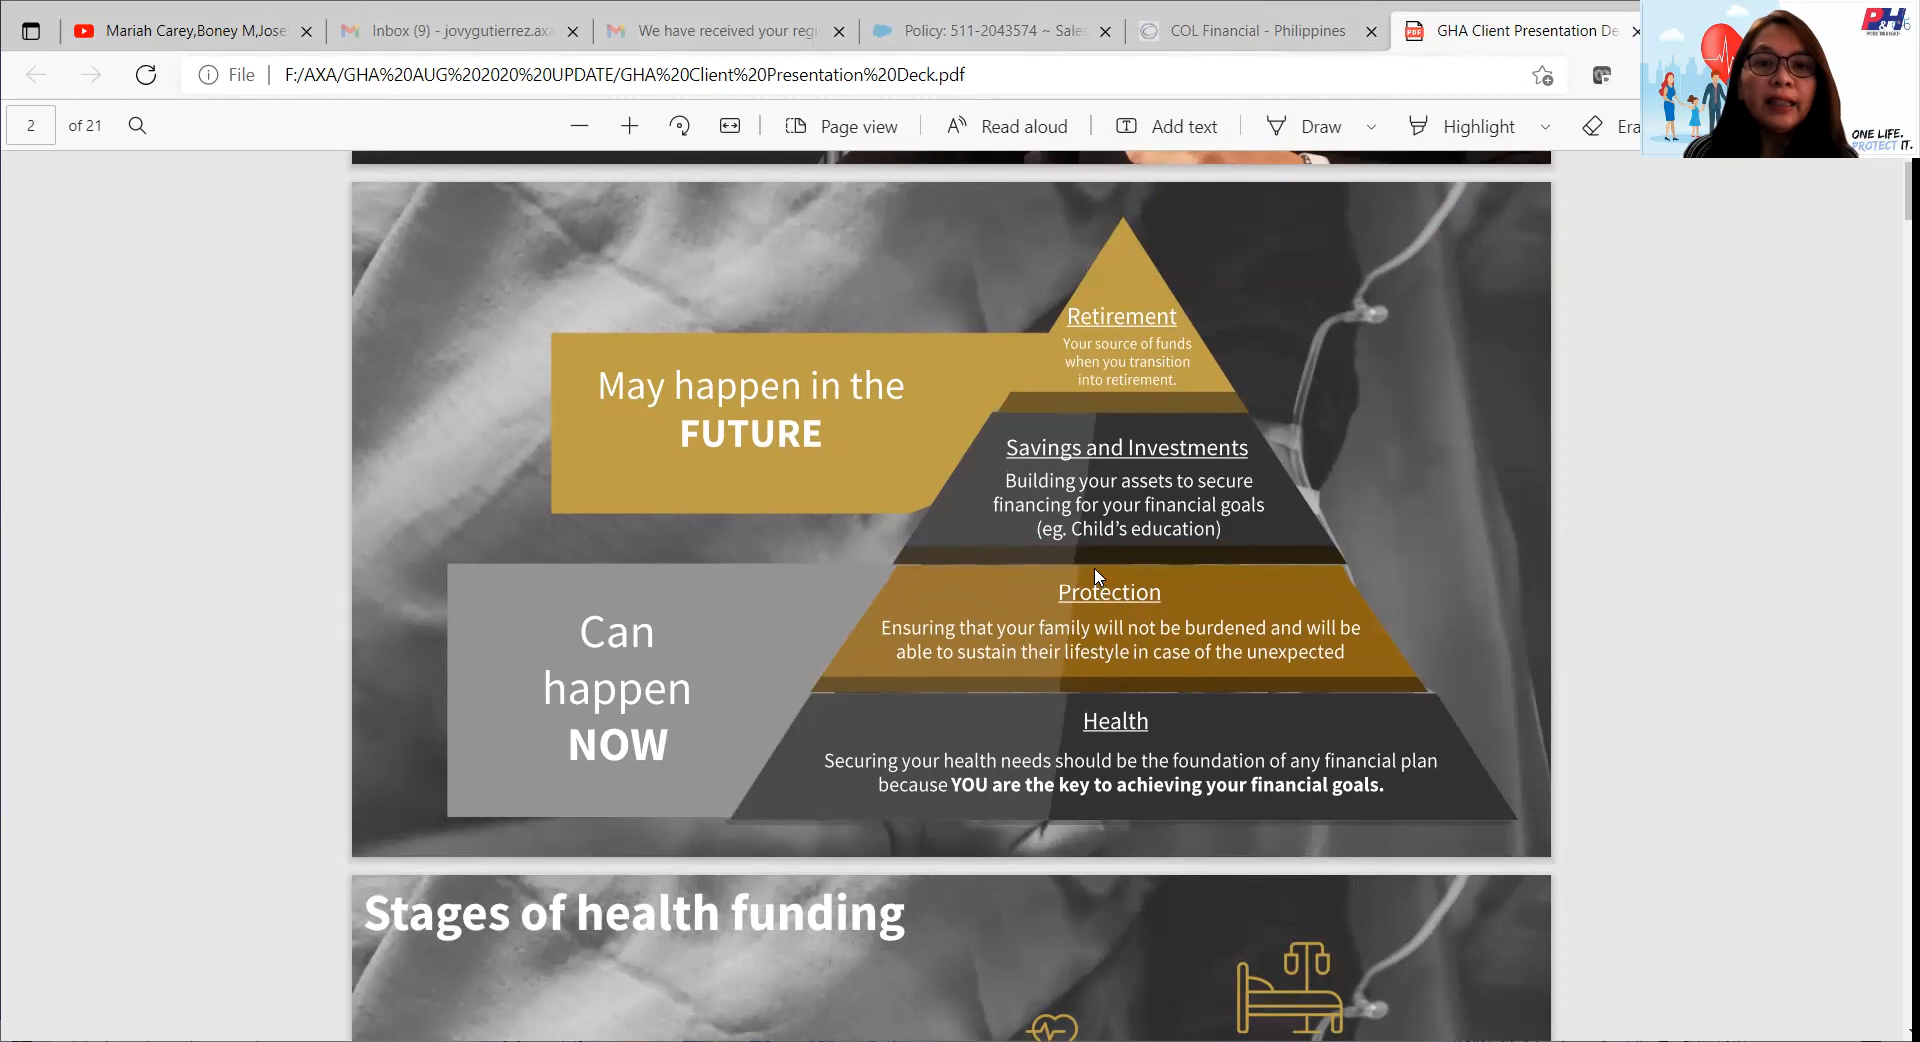 Mariah Carey,Boney M,Jose
Inbox (9) - jovygutierrez.axa
We have received your regi
Policy: 511-2043574 ~ Sales
COL Financial - Philippines
GHA Client Presentation De
File
F:/AXA/GHA%20AUG%202020%20UPDATE/GHA%20Client%20Presentation%20Deck.pdf
2 of 21
Page view
Read aloud
Add text
Draw
Highlight
Era
ONE LIFE.
PROTECT IT.
Retirement
Your source of funds
when you transition
into retirement.
May happen in the
FUTURE
Savings and Investments
Building your assets to secure
financing for your financial goals
(eg. Child's education)
Can
happen
NOW
Protection
Ensuring that your family will not be burdened and will be
able to sustain their lifestyle in case of the unexpected
Health
Securing your health needs should be the foundation of any financial plan
because YOU are the key to achieving your financial goals.
Stages of health funding